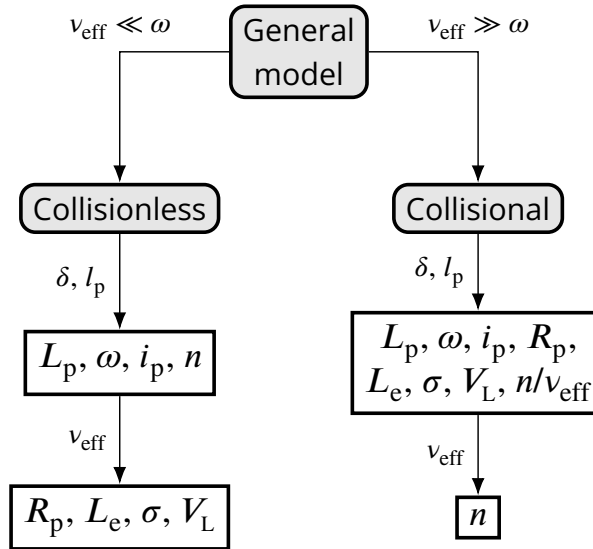 ν_eff ≪ ω
General
model
ν_eff ≫ ω
Collisionless
Collisional
δ, l_p
δ, l_p
L_p, ω, i_p, n
L_p, ω, i_p, R_p,
L_e, σ, V_L, n/ν_eff
ν_eff
ν_eff
R_p, L_e, σ, V_L
n